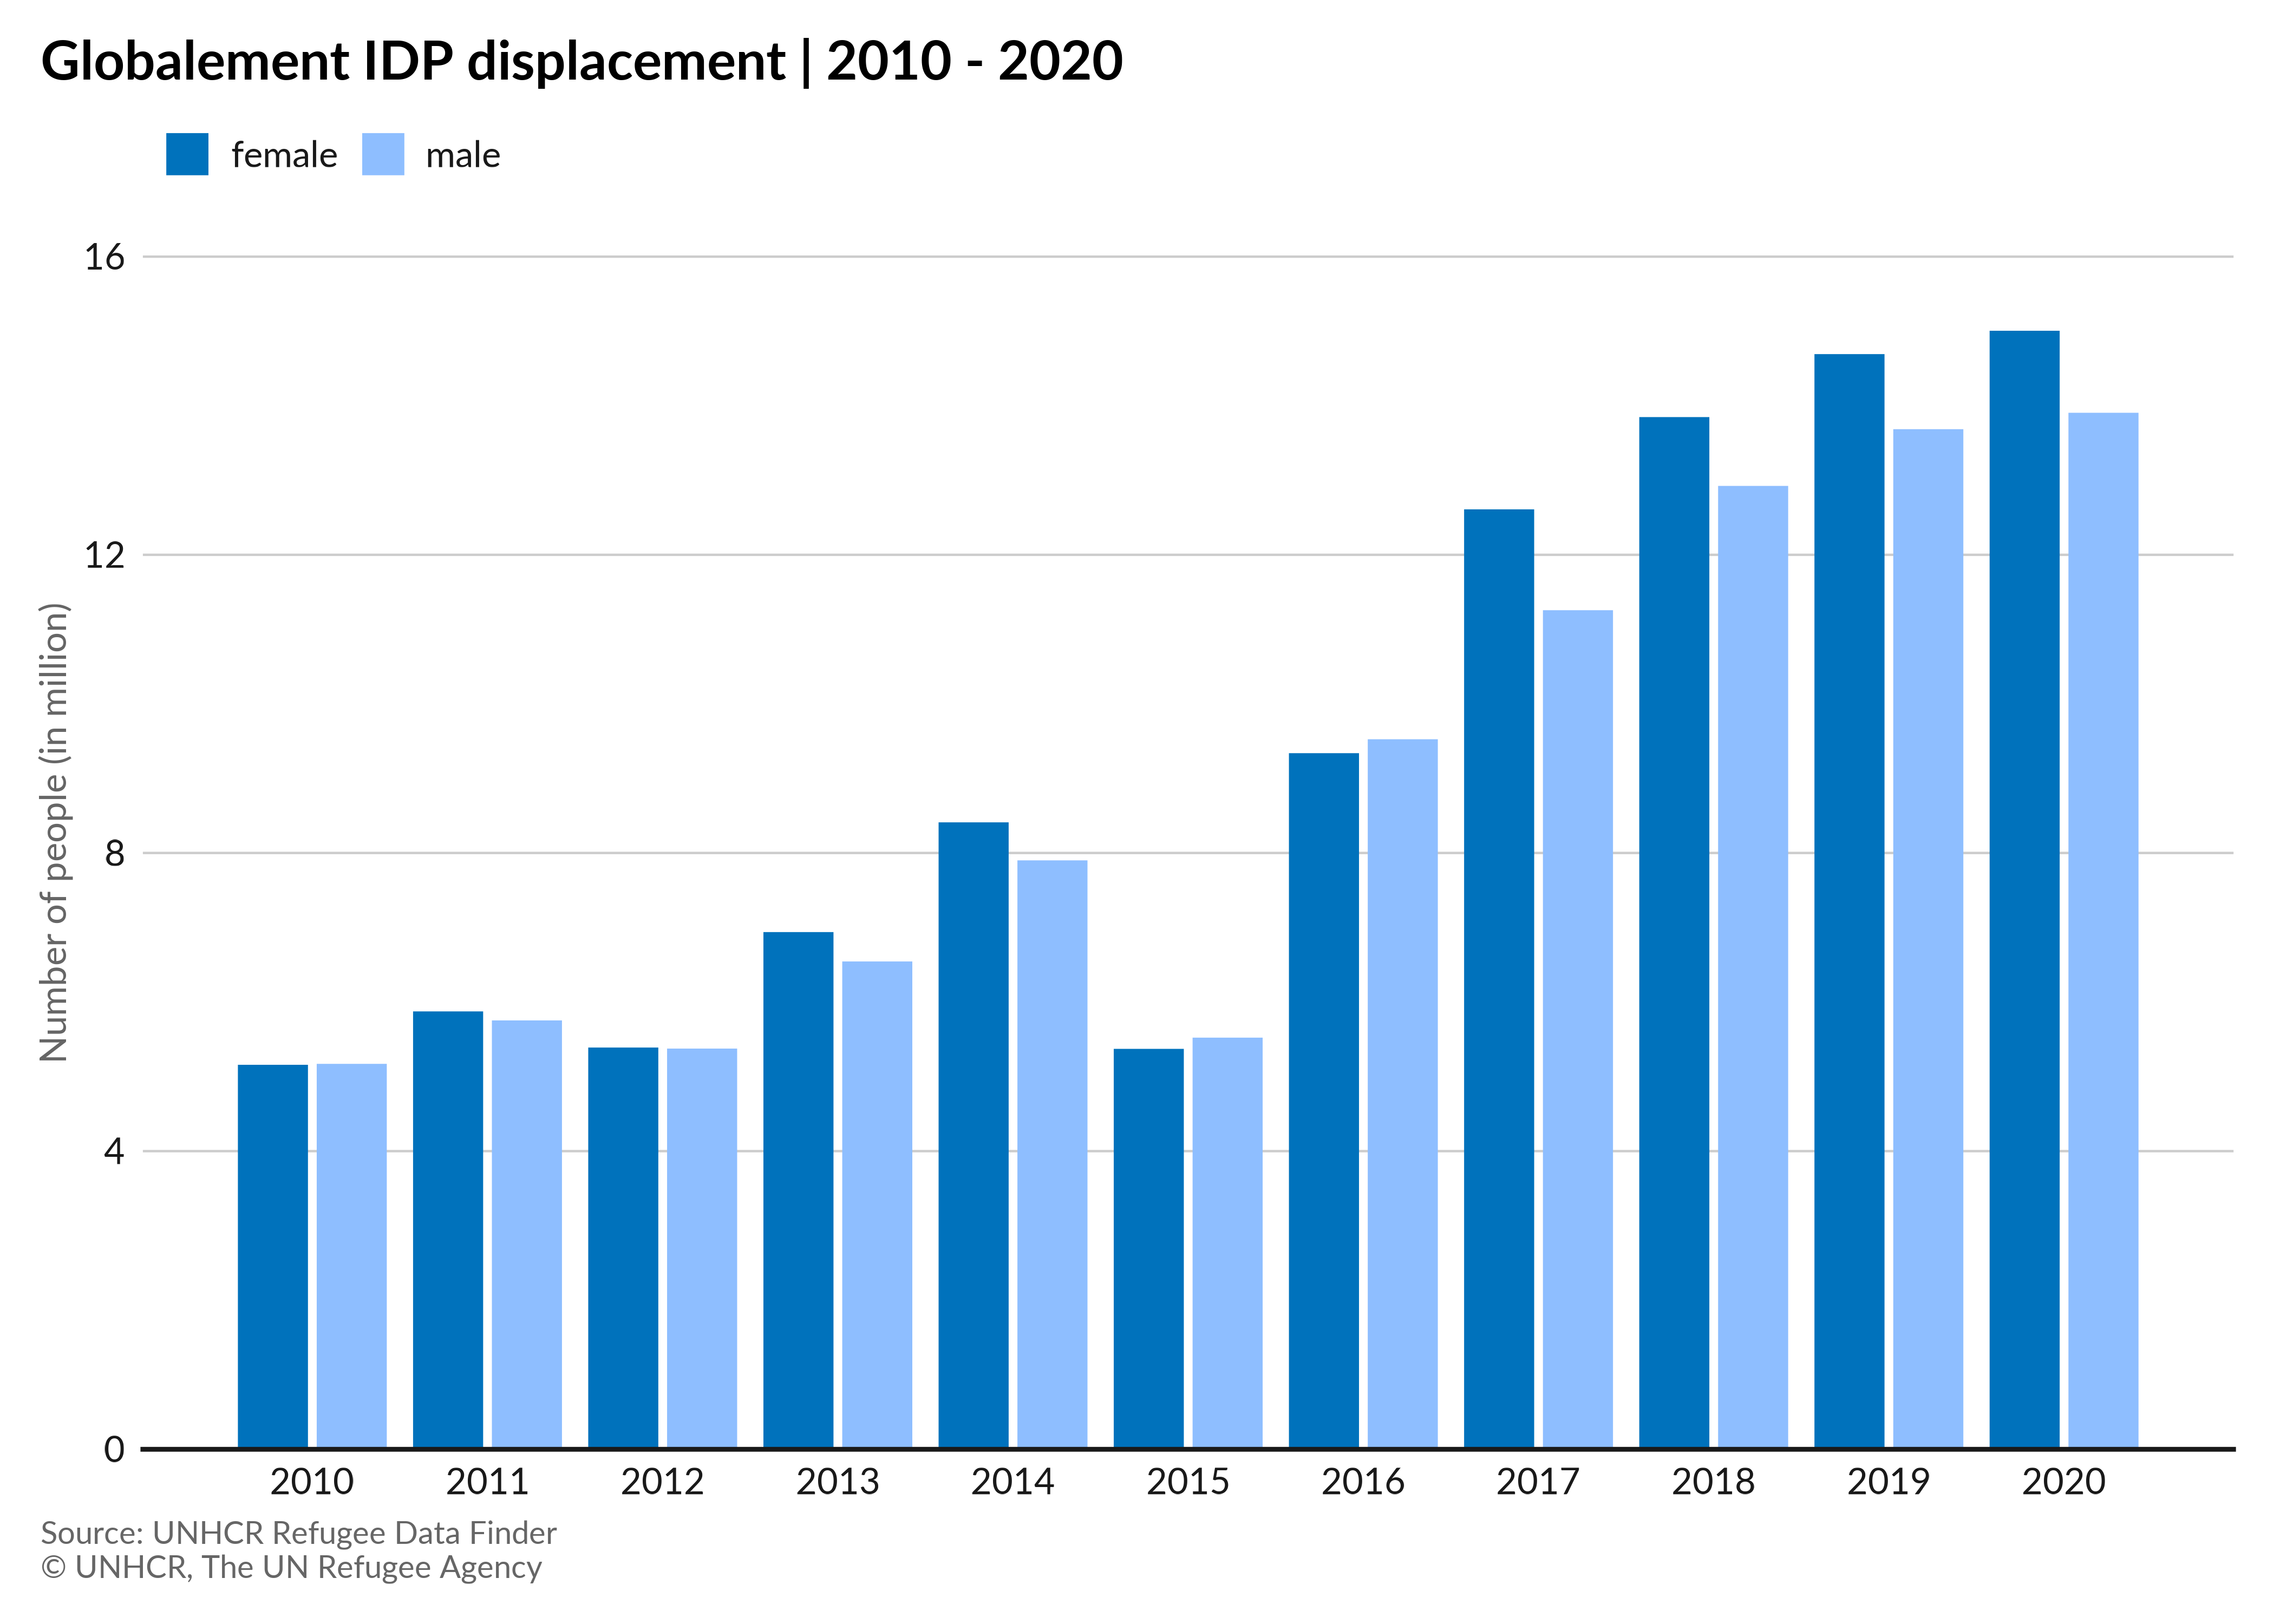 Globalement IDP displacement | 2010 - 2020
female male
16
12
8
4
0
Number of people (in million)
2010 2011 2012 2013 2014 2015 2016 2017 2018 2019 2020
Source: UNHCR Refugee Data Finder
© UNHCR, The UN Refugee Agency